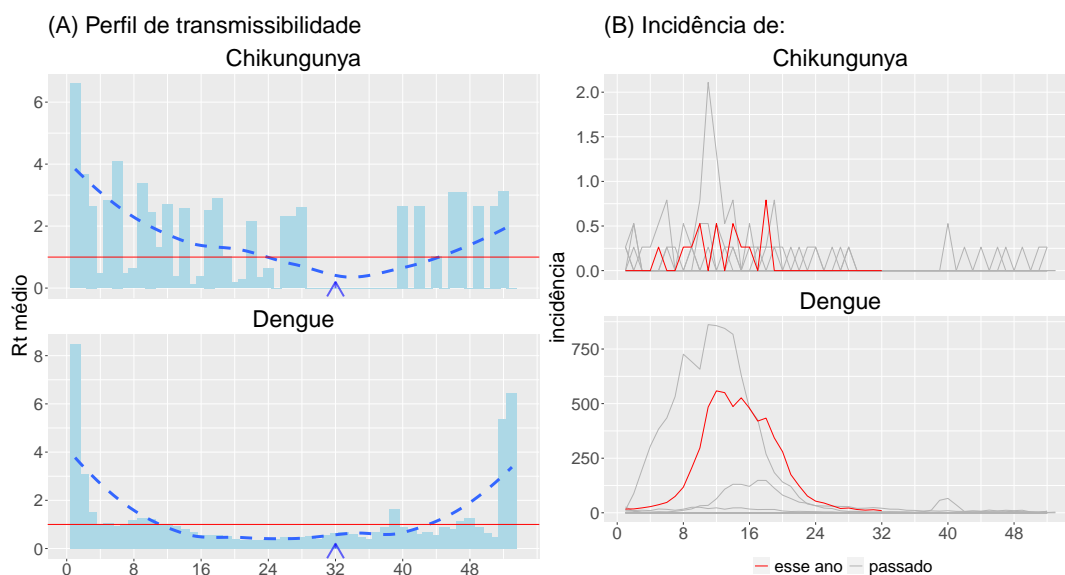 (A) Perfil de transmissibilidade
Chikungunya
6
4
2
0
Dengue
8
6
4
2
0
0 8 16 24 32 40 48
Rt médio
(B) Incidência de:
Chikungunya
2.0
1.5
1.0
0.5
0.0
Dengue
750
500
250
0
0 8 16 24 32 40 48
incidência
esse ano passado